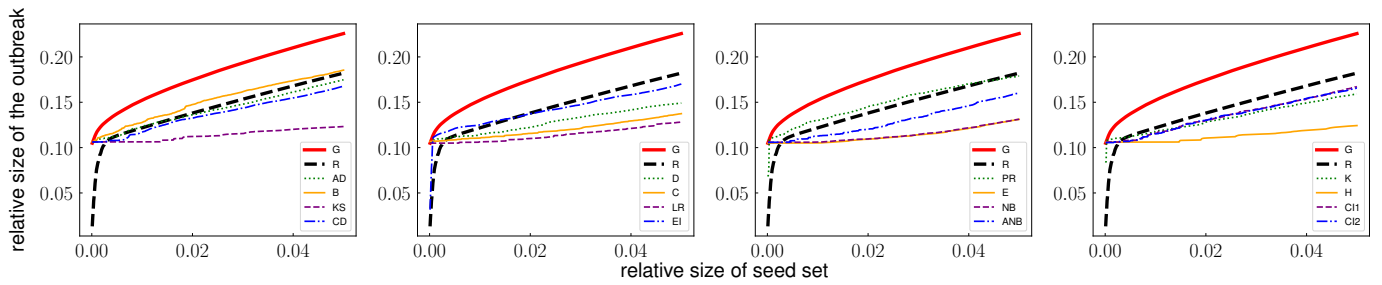 relative size of the outbreak
0.20
0.15
0.10
0.05
0.00
0.02
0.04
G
R
AD
B
KS
CD
0.20
0.15
0.10
0.05
0.00
0.02
0.04
G
R
D
C
LR
EI
0.20
0.15
0.10
0.05
0.00
0.02
0.04
G
R
PR
E
NB
ANB
0.20
0.15
0.10
0.05
0.00
0.02
0.04
G
R
K
H
CI1
CI2
relative size of seed set